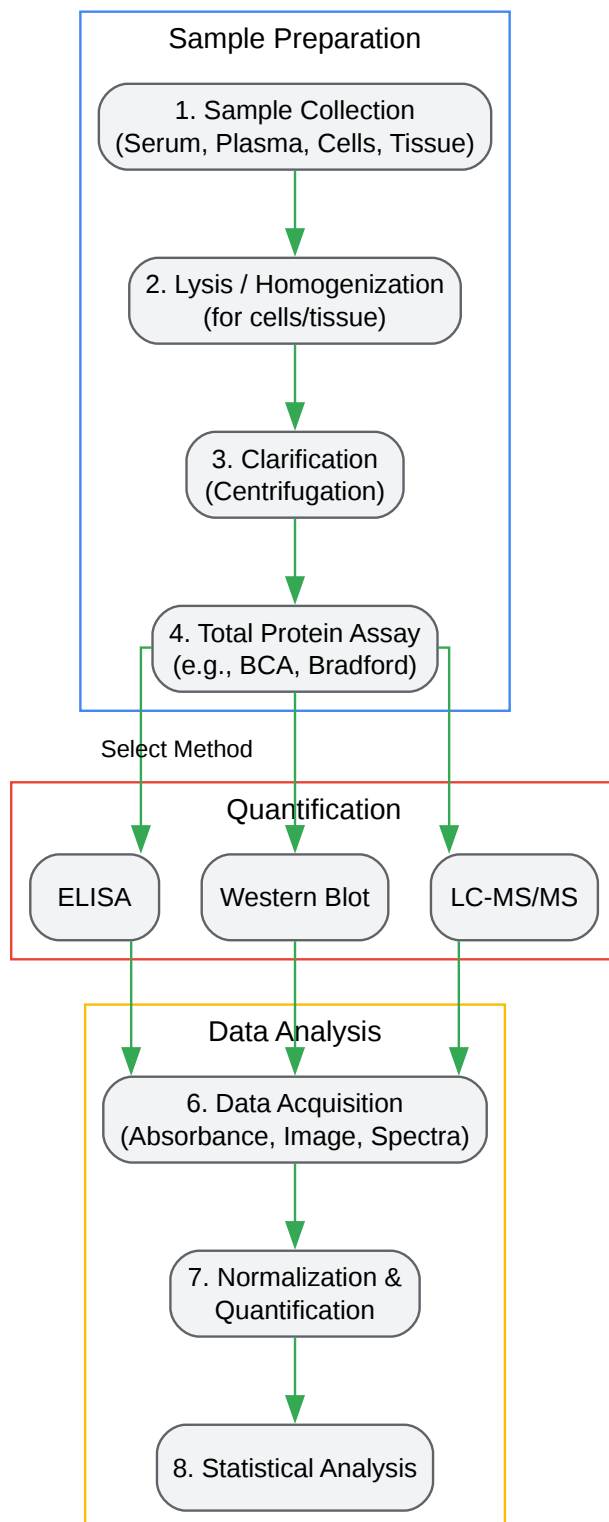 Sample Preparation
1. Sample Collection
(Serum, Plasma, Cells, Tissue)
2. Lysis / Homogenization
(for cells/tissue)
3. Clarification
(Centrifugation)
4. Total Protein Assay
(e.g., BCA, Bradford)
Select Method
Quantification
ELISA
Western Blot
LC-MS/MS
Data Analysis
6. Data Acquisition
(Absorbance, Image, Spectra)
7. Normalization &
Quantification
8. Statistical Analysis